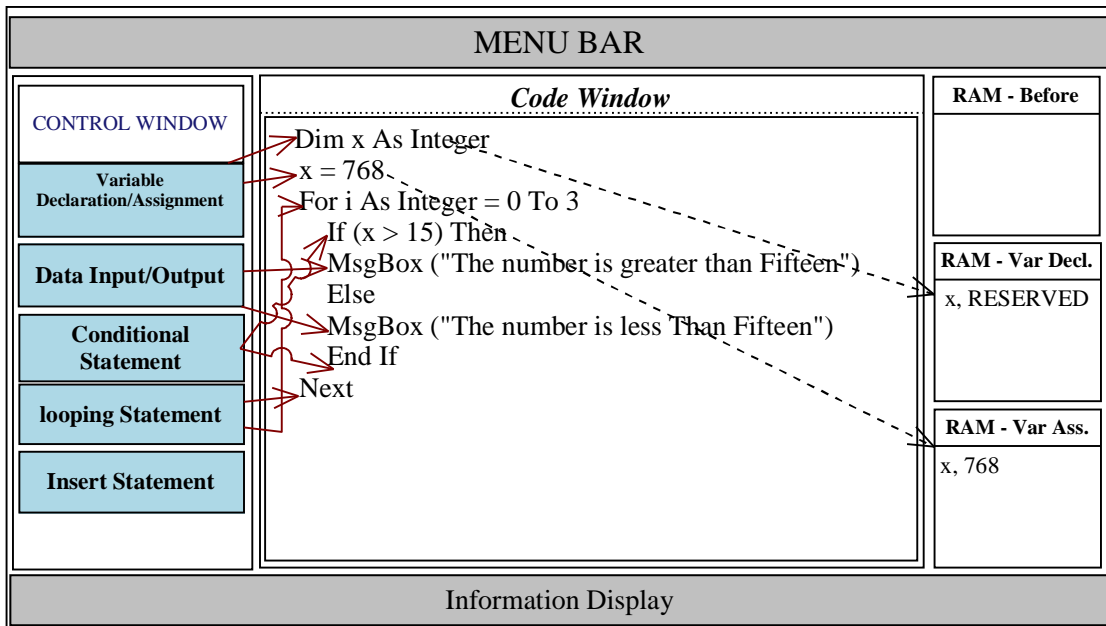 MENU BAR
CONTROL WINDOW
Variable
Declaration/Assignment
Data Input/Output
Conditional
Statement
looping Statement
Insert Statement
Code Window
Dim x As Integer
x = 768
For i As Integer = 0 To 3
If (x > 15) Then
MsgBox ("The number is greater than Fifteen")
Else
MsgBox ("The number is less Than Fifteen")
End If
Next
RAM - Before
RAM - Var Decl.
x, RESERVED
RAM - Var Ass.
x, 768
Information Display